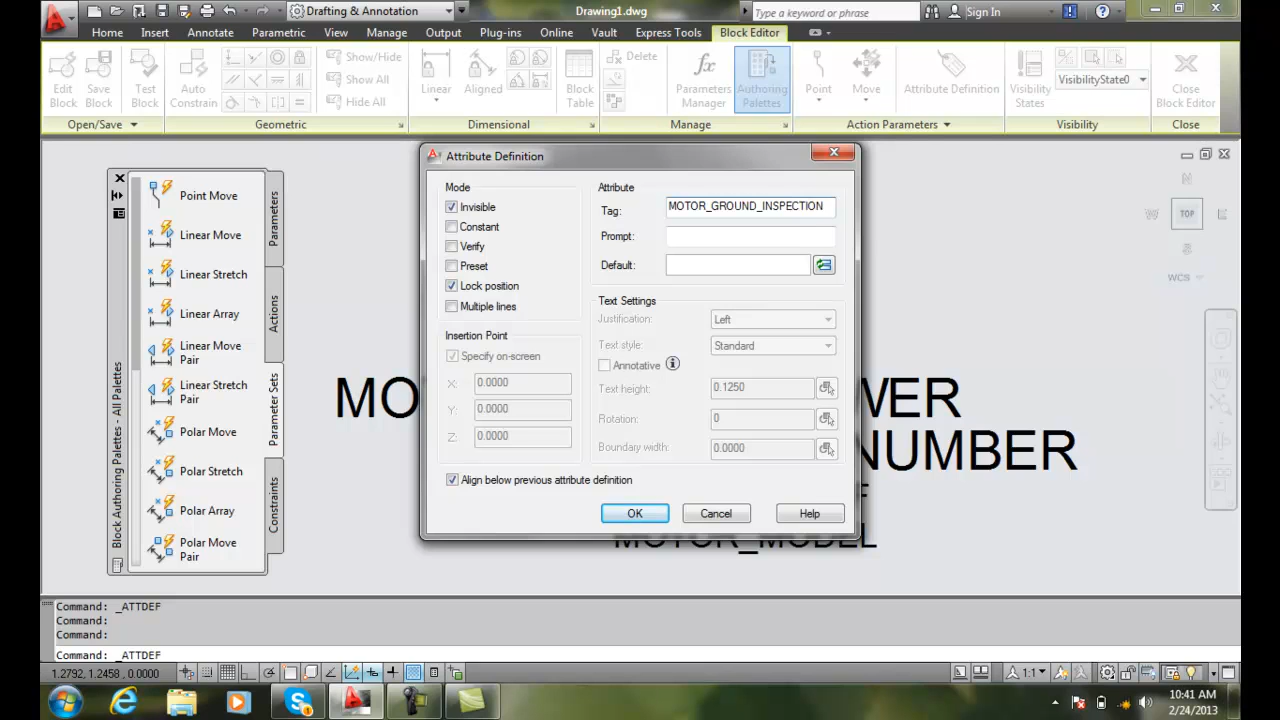 Drafting & Annotation
Drawing1.dwg
Type a keyword or phrase
Sign In
Home Insert Annotate Parametric View Manage Output Plug-ins Online Vault Express Tools Block Editor
Edit Block
Save Block
Test Block
Auto Constrain
Show/Hide
Show All
Hide All
Linear
Aligned
Block Table
Delete
Parameters Manager
Authoring Palettes
Point
Move
Attribute Definition
Visibility States
VisibilityState0
Close Block Editor
Open/Save
Geometric
Dimensional
Manage
Action Parameters
Visibility
Close
Attribute Definition
Mode
Invisible
Constant
Verify
Preset
Lock position
Multiple lines
Insertion Point
Specify on-screen
X: 0.0000
Y: 0.0000
Z: 0.0000
Align below previous attribute definition
Attribute
Tag: MOTOR_GROUND_INSPECTION
Prompt:
Default:
Text Settings
Justification: Left
Text style: Standard
Annotative
Text height: 0.1250
Rotation: 0
Boundary width: 0.0000
OK
Cancel
Help
Point Move
Linear Move
Linear Stretch
Linear Array
Linear Move
Pair
Linear Stretch
Pair
Polar Move
Polar Stretch
Polar Array
Polar Move
Pair
Parameters
Actions
Parameter Sets
Constraints
Block Authoring Palettes - All Palettes
N
W
TOP
E
S
WCS
MO
WER
NUMBER
MOTOR_MODEL
Command: _ATTDEF
Command:
Command:
Command: _ATTDEF
1.2792, 1.2458, 0.0000
1:1
10:41 AM
2/24/2013